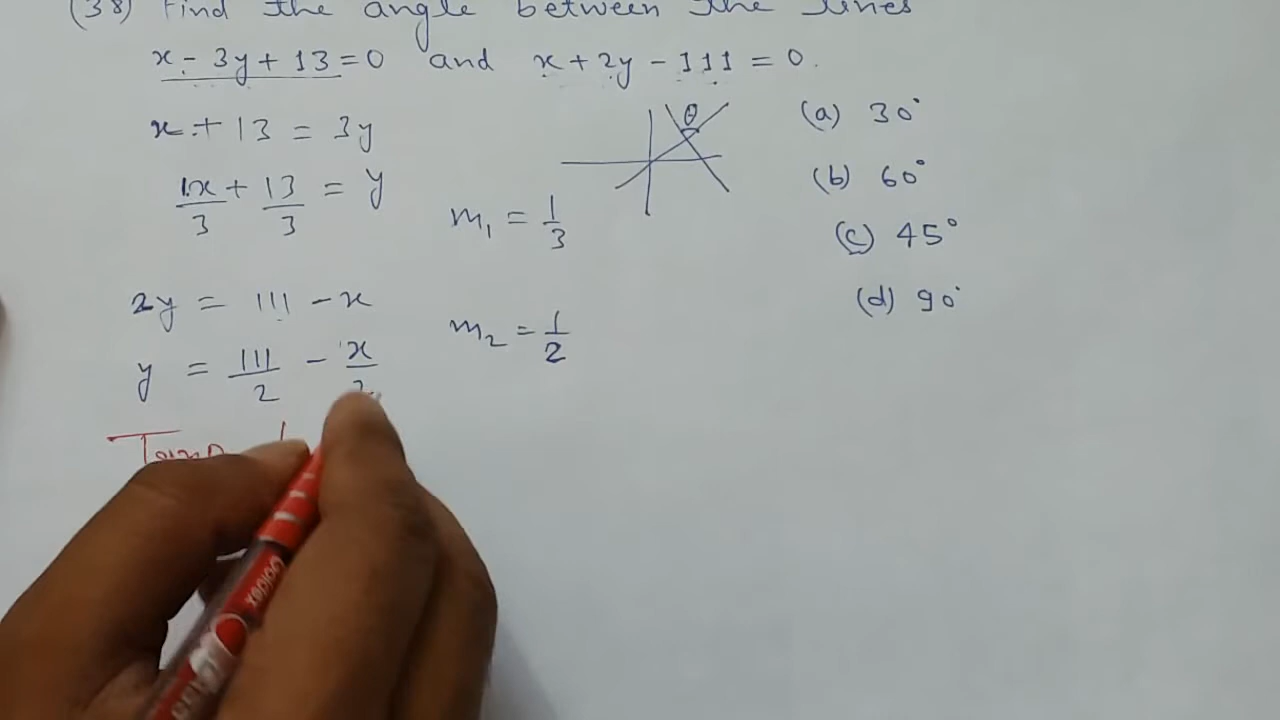 (38) Find the angle between the lines
x - 3y + 13 = 0 and x + 2y - 111 = 0.
x + 13 = 3y
1x/3 + 13/3 = y
m₁ = 1/3
2y = 111 - x
m₂ = 1/2
y = 111/2 - x/2
θ
(a) 30°
(b) 60°
(c) 45°
(d) 90°